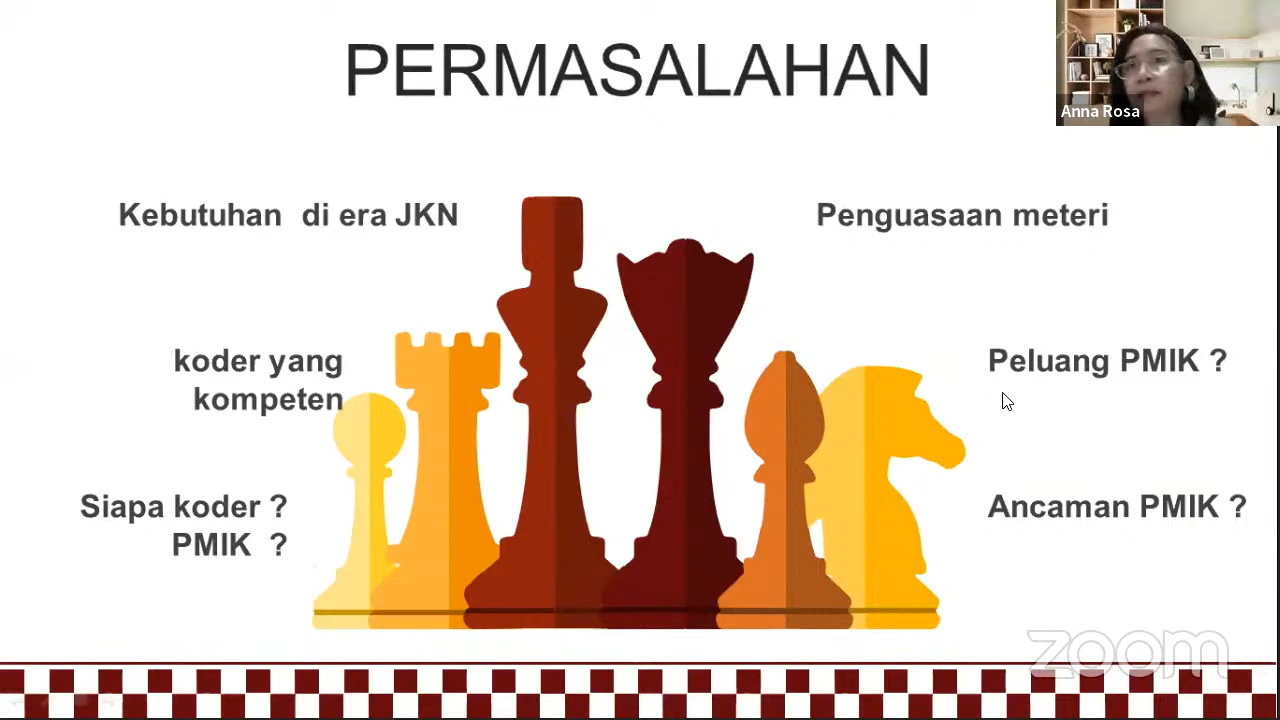 PERMASALAHAN
Anna Rosa
Kebutuhan di era JKN
Penguasaan meteri
koder yang
kompeten
Peluang PMIK ?
Siapa koder ?
PMIK ?
Ancaman PMIK ?
zoom